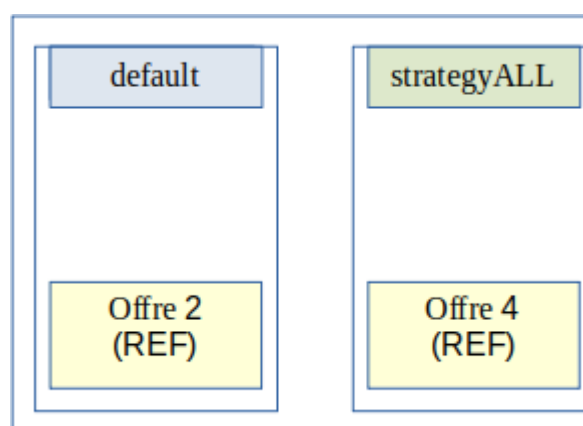 default
strategyALL
Offre 2
(REF)
Offre 4
(REF)